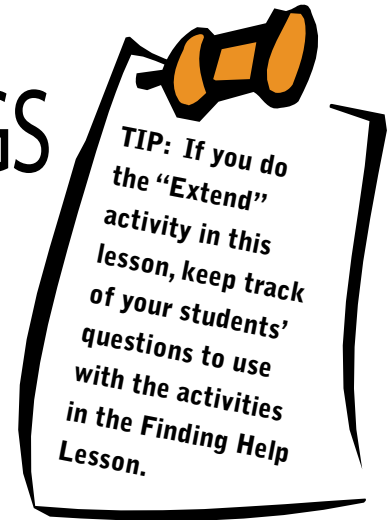 GS
TIP: If you do
the “Extend”
activity in this
lesson, keep track
of your students’
questions to use
with the activities
in the Finding Help
Lesson.